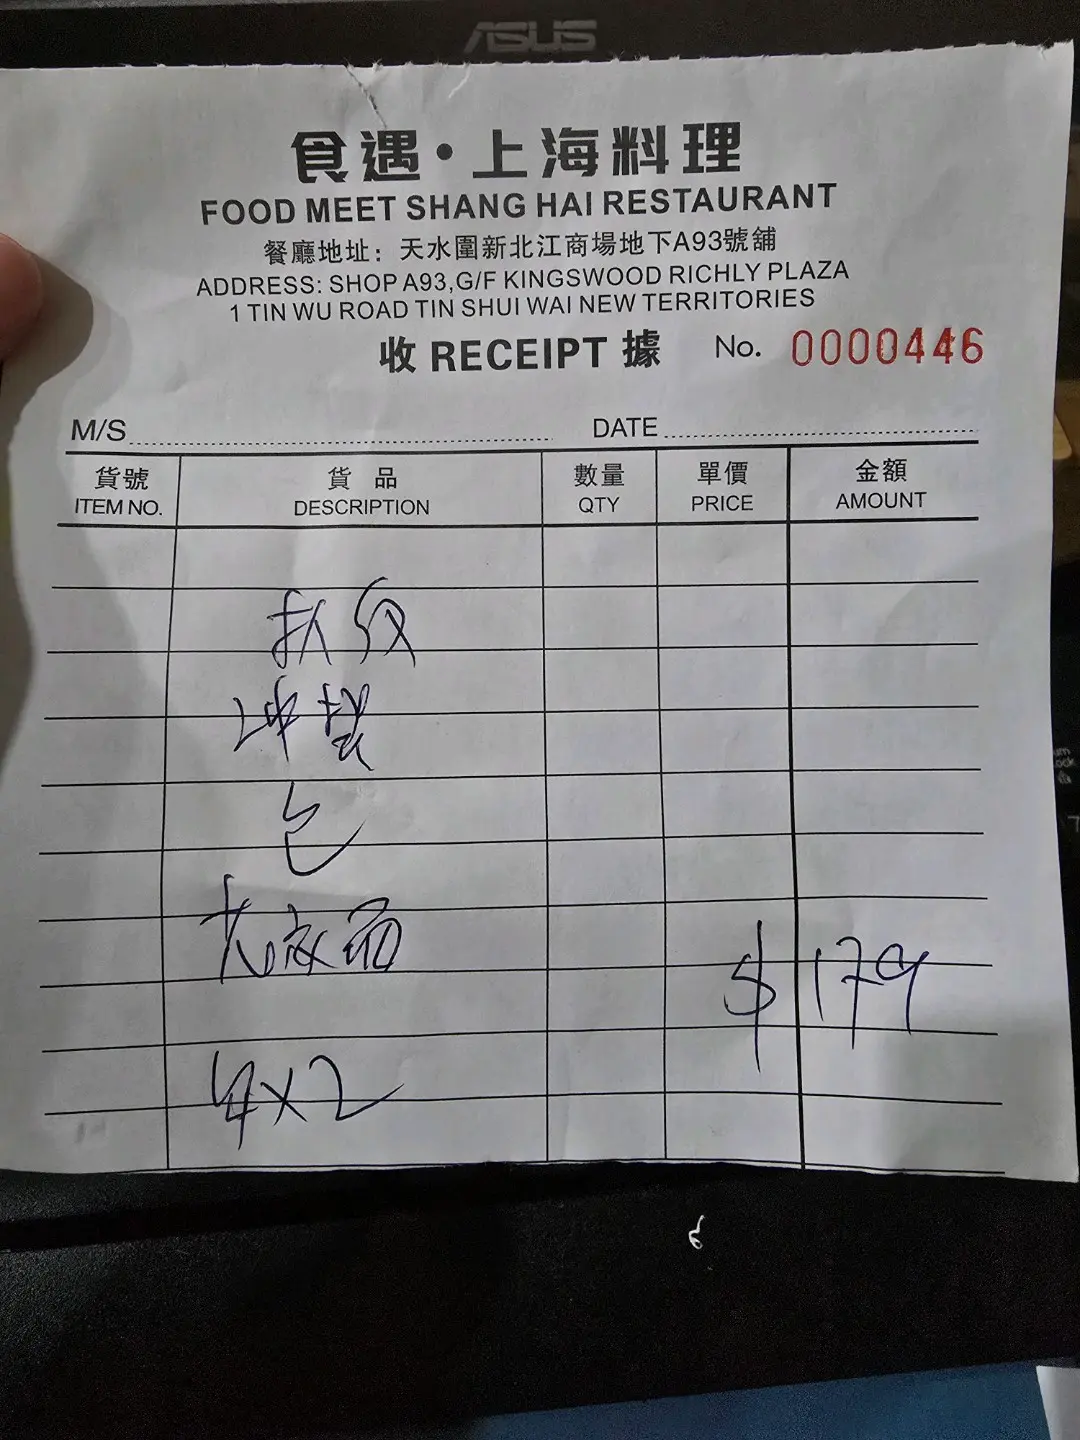 ASUS
食遇·上海料理
FOOD MEET SHANG HAI RESTAURANT
餐廳地址：天水圍新北江商場地下A93號舖
ADDRESS: SHOP A93,G/F KINGSWOOD RICHLY PLAZA
1 TIN WU ROAD TIN SHUI WAI NEW TERRITORIES
收 RECEIPT 據 No. 0000446
M/S DATE
貨號 貨品 數量 單價 金額
ITEM NO. DESCRIPTION QTY PRICE AMOUNT
$179
4x2